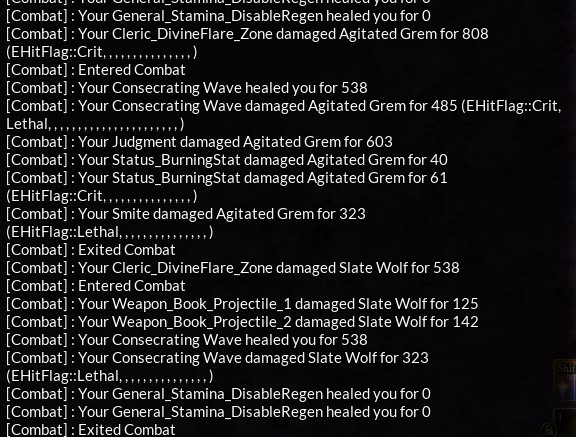 [Combat] : Your General_Stamina_DisableRegen healed you for 0
[Combat] : Your General_Stamina_DisableRegen healed you for 0
[Combat] : Your Cleric_DivineFlare_Zone damaged Agitated Grem for 808
(EHitFlag::Crit, , , , , , , , , , , , , , , )
[Combat] : Entered Combat
[Combat] : Your Consecrating Wave healed you for 538
[Combat] : Your Consecrating Wave damaged Agitated Grem for 485 (EHitFlag::Crit,
Lethal, , , , , , , , , , , , , , , , , , , , , , )
[Combat] : Your Judgment damaged Agitated Grem for 603
[Combat] : Your Status_BurningStat damaged Agitated Grem for 40
[Combat] : Your Status_BurningStat damaged Agitated Grem for 61
(EHitFlag::Crit, , , , , , , , , , , , , , , )
[Combat] : Your Smite damaged Agitated Grem for 323
(EHitFlag::Lethal, , , , , , , , , , , , , , , )
[Combat] : Exited Combat
[Combat] : Your Cleric_DivineFlare_Zone damaged Slate Wolf for 538
[Combat] : Entered Combat
[Combat] : Your Weapon_Book_Projectile_1 damaged Slate Wolf for 125
[Combat] : Your Weapon_Book_Projectile_2 damaged Slate Wolf for 142
[Combat] : Your Consecrating Wave healed you for 538
[Combat] : Your Consecrating Wave damaged Slate Wolf for 323
(EHitFlag::Lethal, , , , , , , , , , , , , , , )
[Combat] : Your General_Stamina_DisableRegen healed you for 0
[Combat] : Your General_Stamina_DisableRegen healed you for 0
[Combat] : Exited Combat